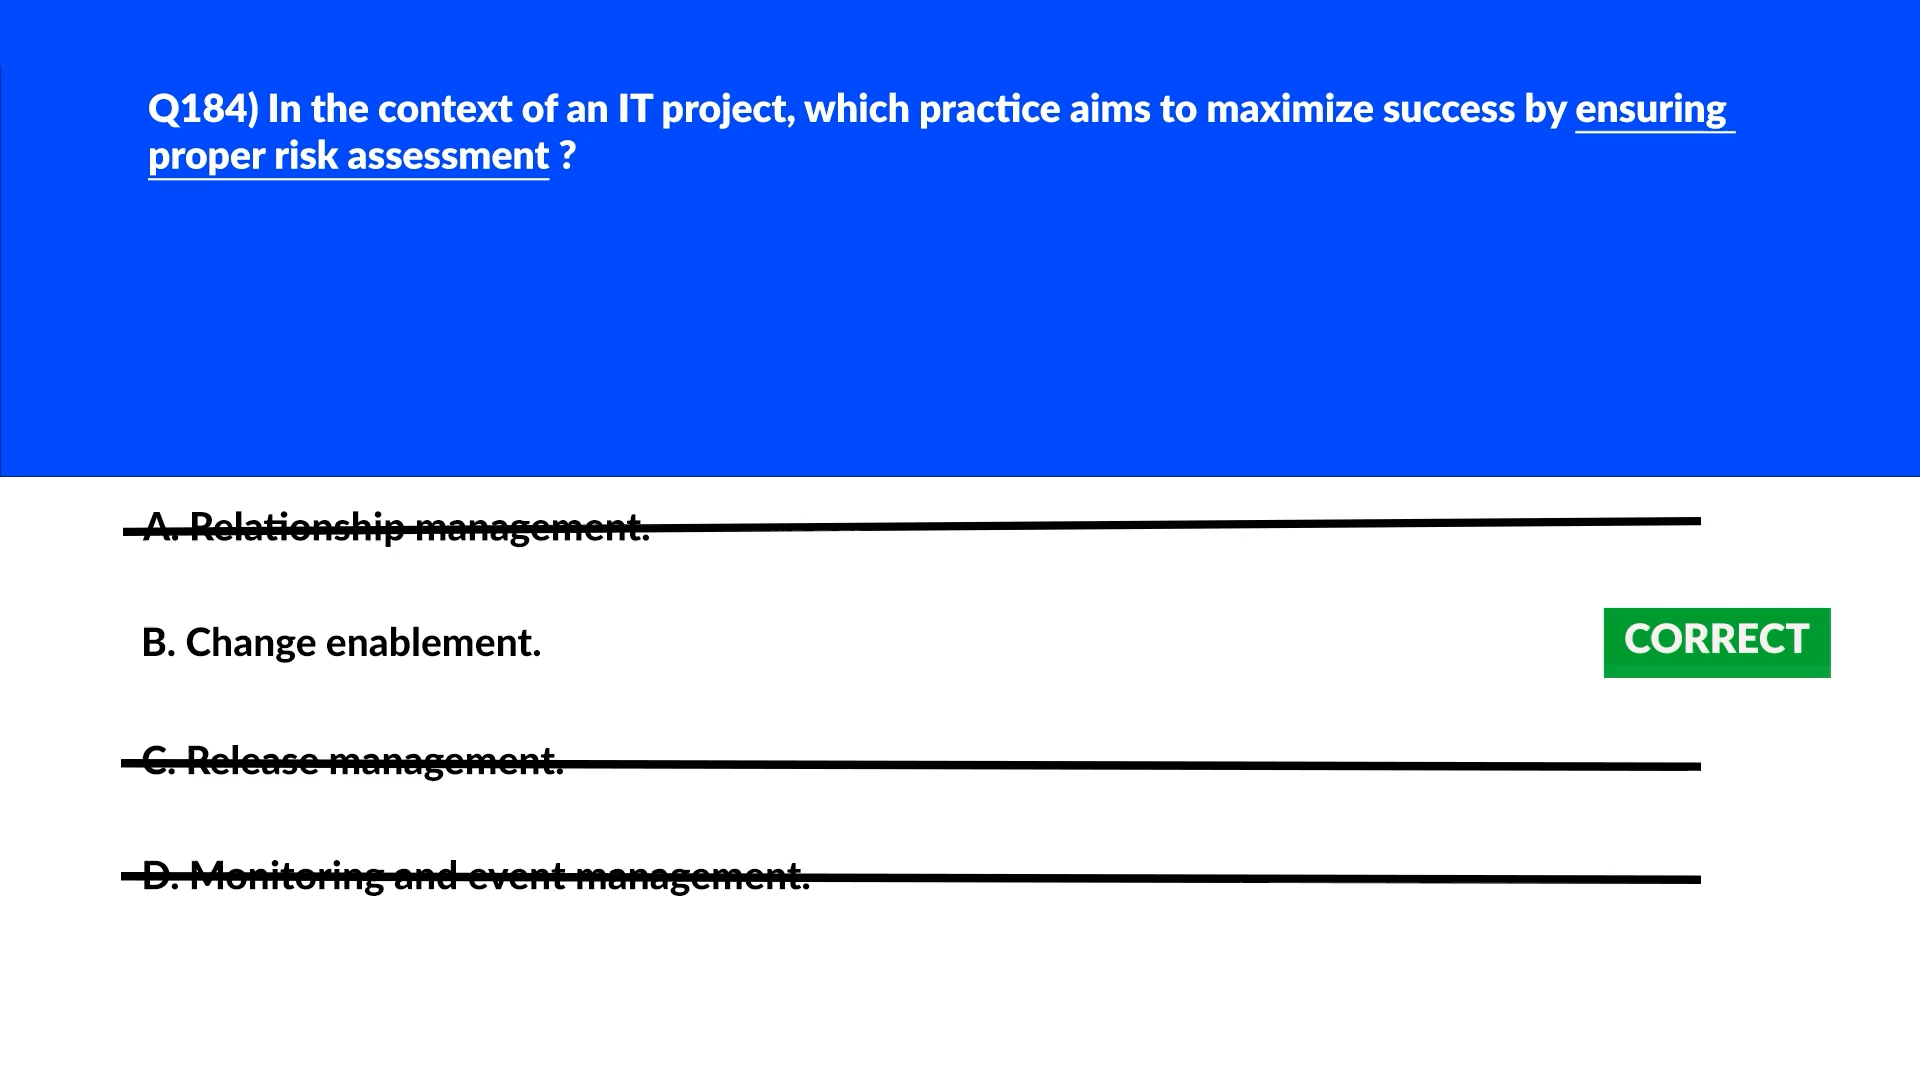 Q184) In the context of an IT project, which practice aims to maximize success by ensuring
proper risk assessment ?
A. Relationship management.
B. Change enablement.
CORRECT
C. Release management.
D. Monitoring and event management.